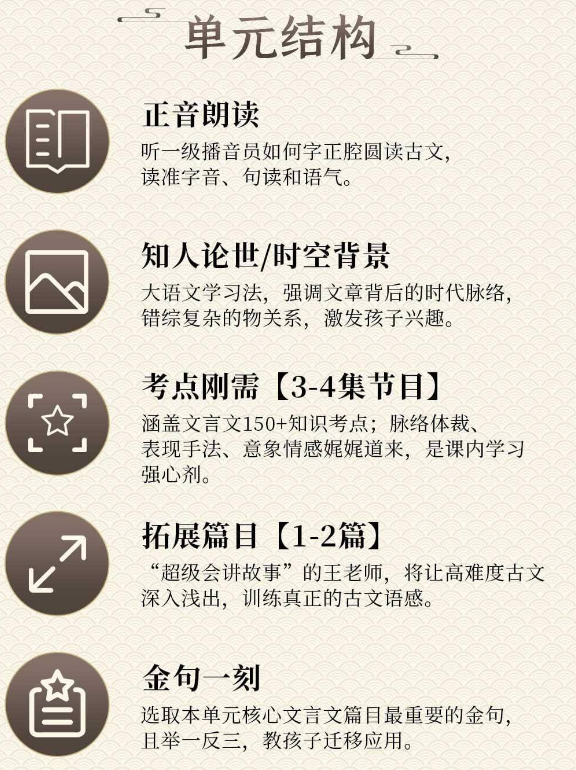 单元结构
正音朗读
听一级播音员如何字正腔圆读古文，
读准字音、句读和语气。
知人论世/时空背景
大语文学习法，强调文章背后的时代脉络，
错综复杂的物关系，激发孩子兴趣。
考点刚需【3-4集节目】
涵盖文言文150+知识考点；脉络体裁、
表现手法、意象情感娓娓道来，是课内学习
强心剂。
拓展篇目【1-2篇】
“超级会讲故事”的王老师，将让高难度古文
深入浅出，训练真正的古文语感。
金句一刻
选取本单元核心文言文篇目最重要的金句，
且举一反三，教孩子迁移应用。